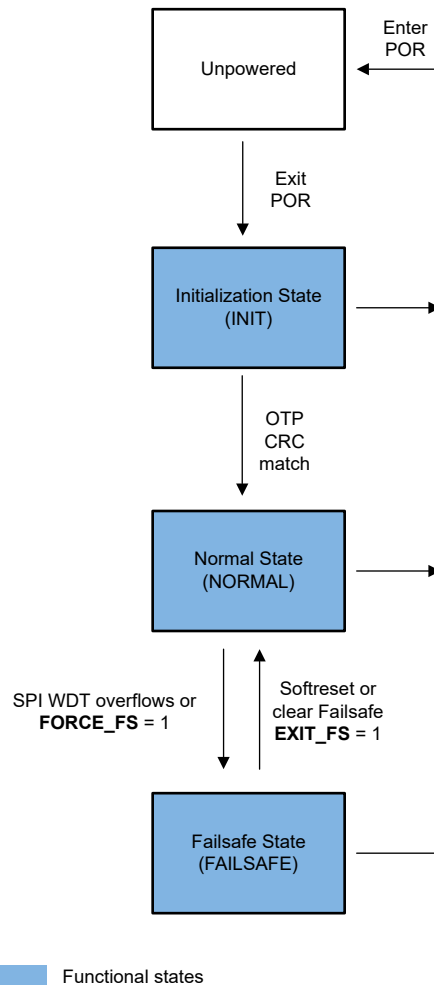 Enter
POR
Unpowered
Exit
POR
Initialization State
(INIT)
OTP
CRC
match
Normal State
(NORMAL)
SPI WDT overflows or
FORCE_FS = 1
Softreset or
clear Failsafe
EXIT_FS = 1
Failsafe State
(FAILSAFE)
Functional states